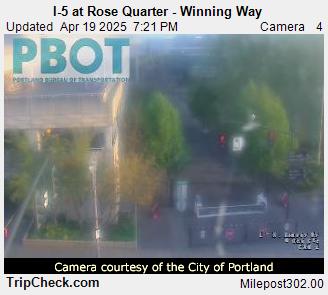 I-5 at Rose Quarter - Winning Way
Updated Apr 19 2025 7:21 PM Camera 4
PBOT
PORTLAND BUREAU OF TRANSPORTATION
Camera courtesy of the City of Portland
TripCheck.com Milepost302.00